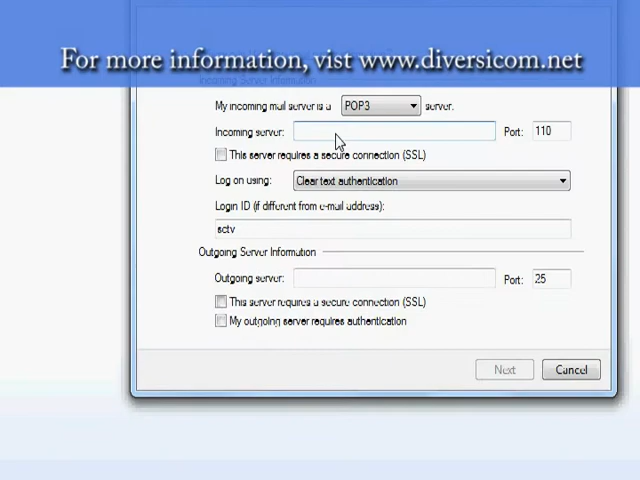 For more information, vist www.diversicom.net
Incoming Server Information
My incoming mail server is a POP3 server.
Incoming server: Port: 110
This server requires a secure connection (SSL)
Log on using: Clear text authentication
Login ID (if different from e-mail address):
sctv
Outgoing Server Information
Outgoing server: Port: 25
This server requires a secure connection (SSL)
My outgoing server requires authentication
Next Cancel